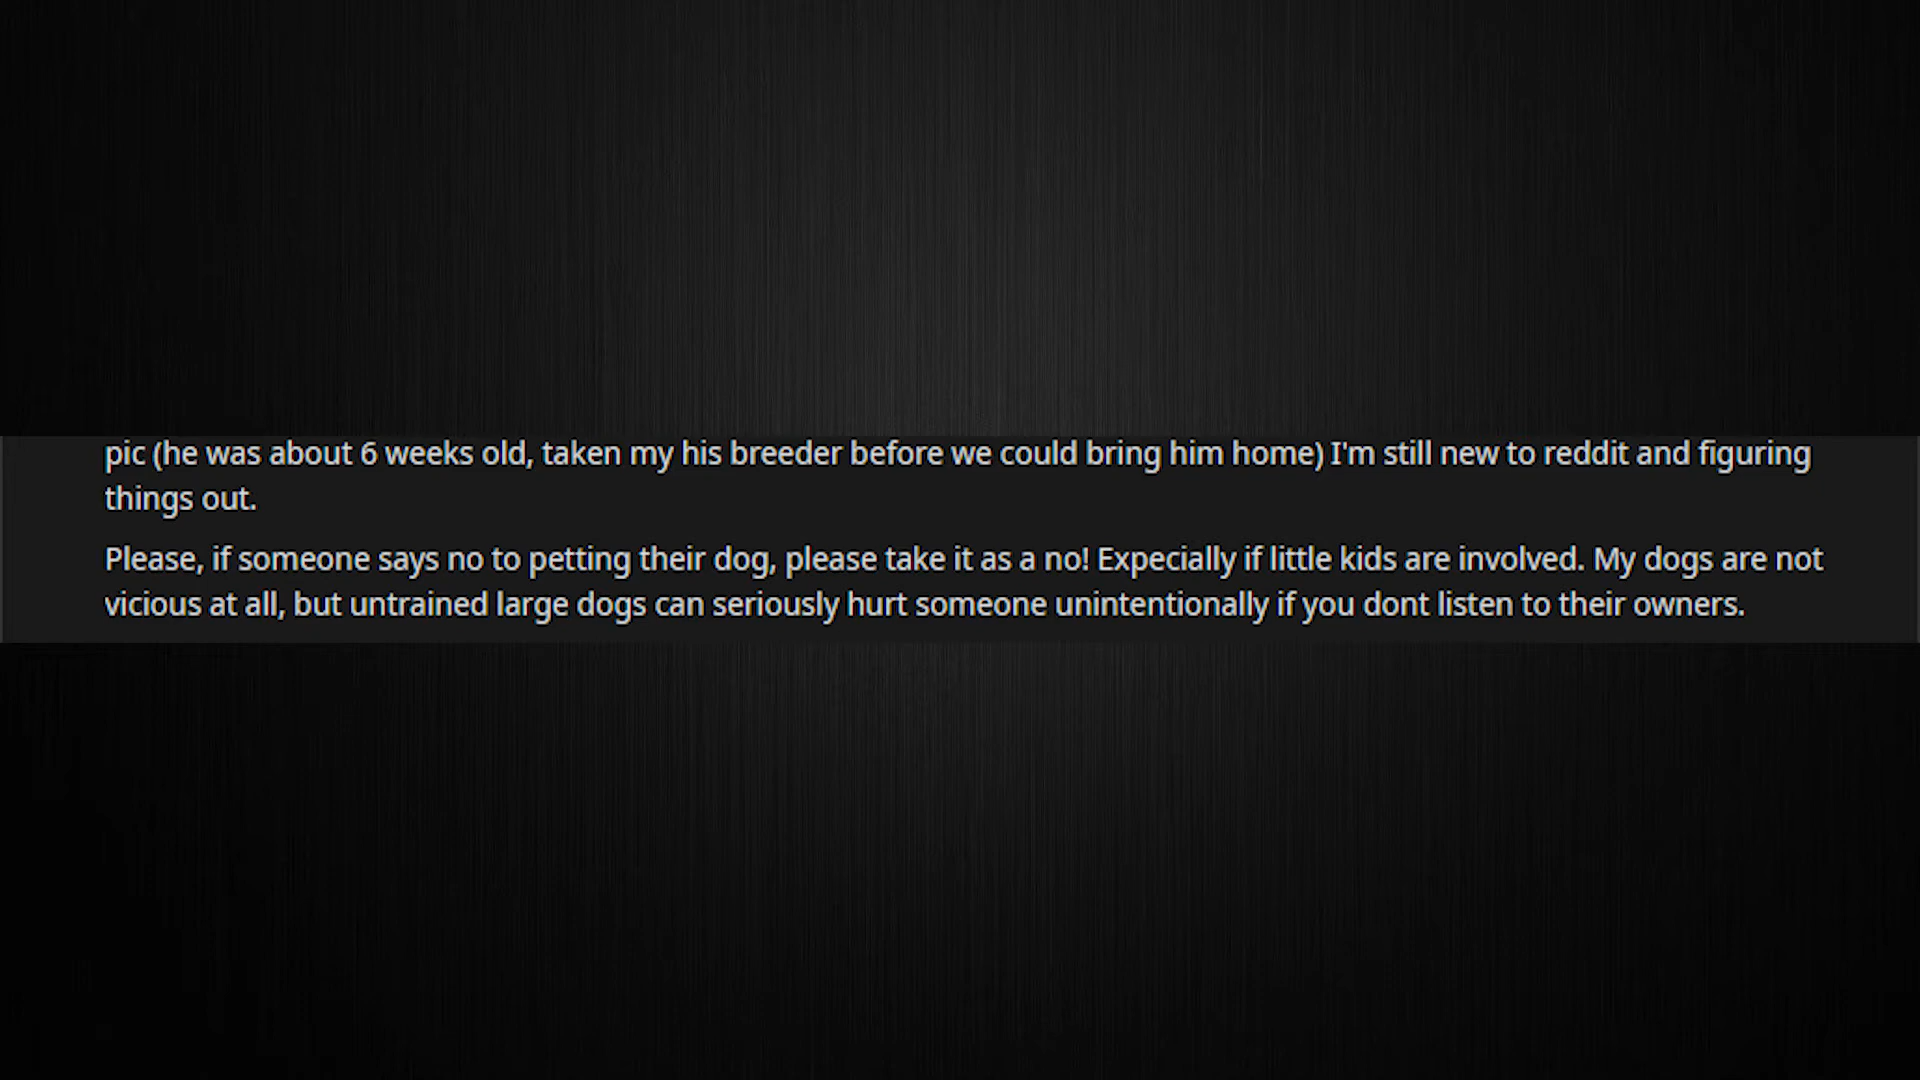 pic (he was about 6 weeks old, taken my his breeder before we could bring him home) I'm still new to reddit and figuring
things out.
Please, if someone says no to petting their dog, please take it as a no! Expecially if little kids are involved. My dogs are not
vicious at all, but untrained large dogs can seriously hurt someone unintentionally if you dont listen to their owners.